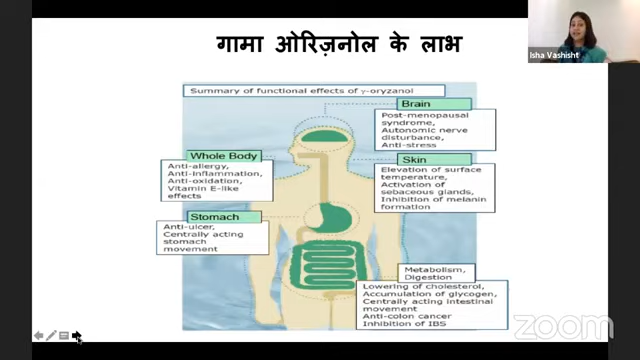 गामा ओरिज़नोल के लाभ
Isha Vashisht
Summary of functional effects of γ-oryzanol
Brain
Post-menopausal
syndrome,
Autonomic nerve
disturbance,
Anti-stress
Whole Body
Anti-allergy,
Anti-inflammation,
Anti-oxidation,
Vitamin E-like
effects
Skin
Elevation of surface
temperature,
Activation of
sebaceous glands,
Inhibition of melanin
formation
Stomach
Anti-ulcer,
Centrally acting
stomach
movement
Metabolism,
Digestion
Lowering of cholesterol,
Accumulation of glycogen,
Centrally acting intestinal
movement
Anti-colon cancer
Inhibition of IBS
zoom